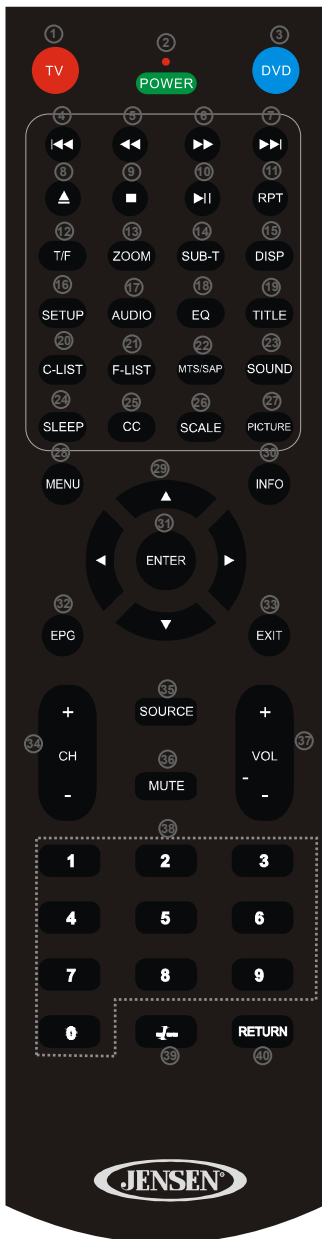 1 2 3
TV POWER DVD
4 5 6 7
8 9 10 11
RPT
12 13 14 15
T/F ZOOM SUB-T DISP
16 17 18 19
SETUP AUDIO EQ TITLE
20 21 22 23
C-LIST F-LIST MTS/SAP SOUND
24 25 26 27
SLEEP CC SCALE PICTURE
28 29 30
MENU INFO
31
ENTER
32 33
EPG EXIT
35
+ SOURCE +
34 CH 36 VOL 37
- MUTE -
-
38
1 2 3
4 5 6
7 8 9
0 -/-- RETURN
39 40
JENSEN®